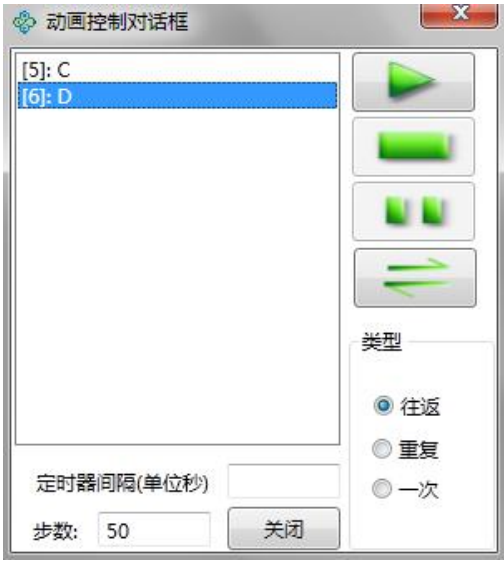 动画控制对话框
[5]: C
[6]: D
类型
往返
重复
一次
定时器间隔(单位秒)
步数: 50 关闭